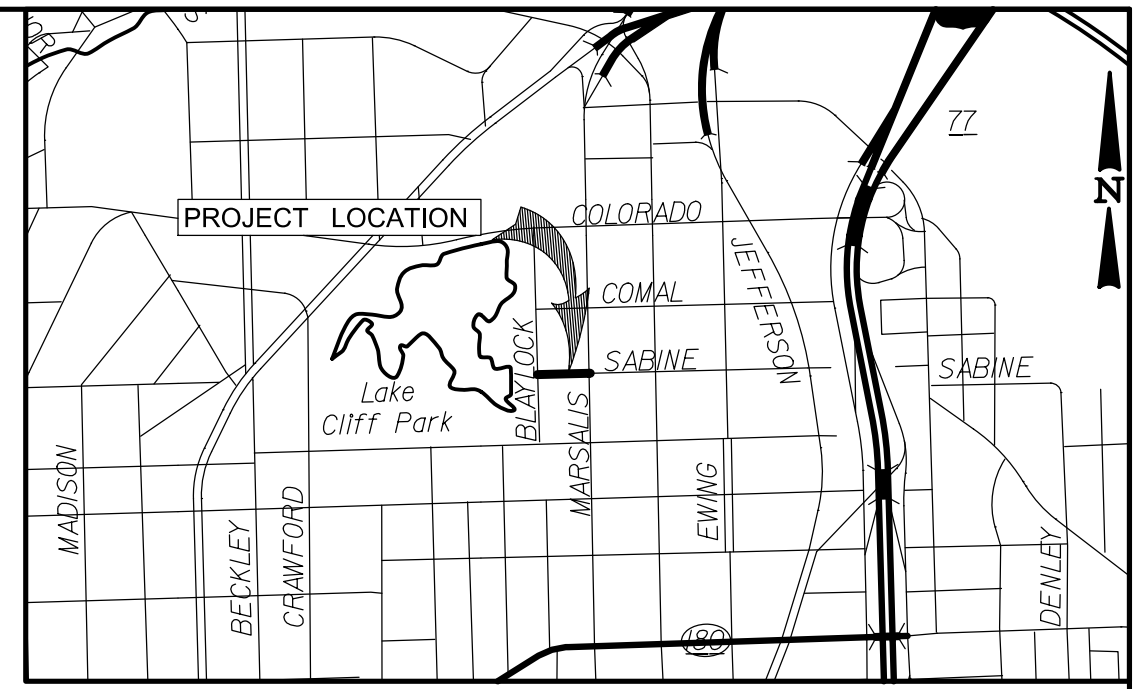 77
N
PROJECT LOCATION
COLORADO
JEFFERSON
COMAL
BLAYLOCK
SABINE
SABINE
Lake
Cliff Park
MARSALIS
MADISON
BECKLEY
CRAWFORD
EWING
DENLEY
180